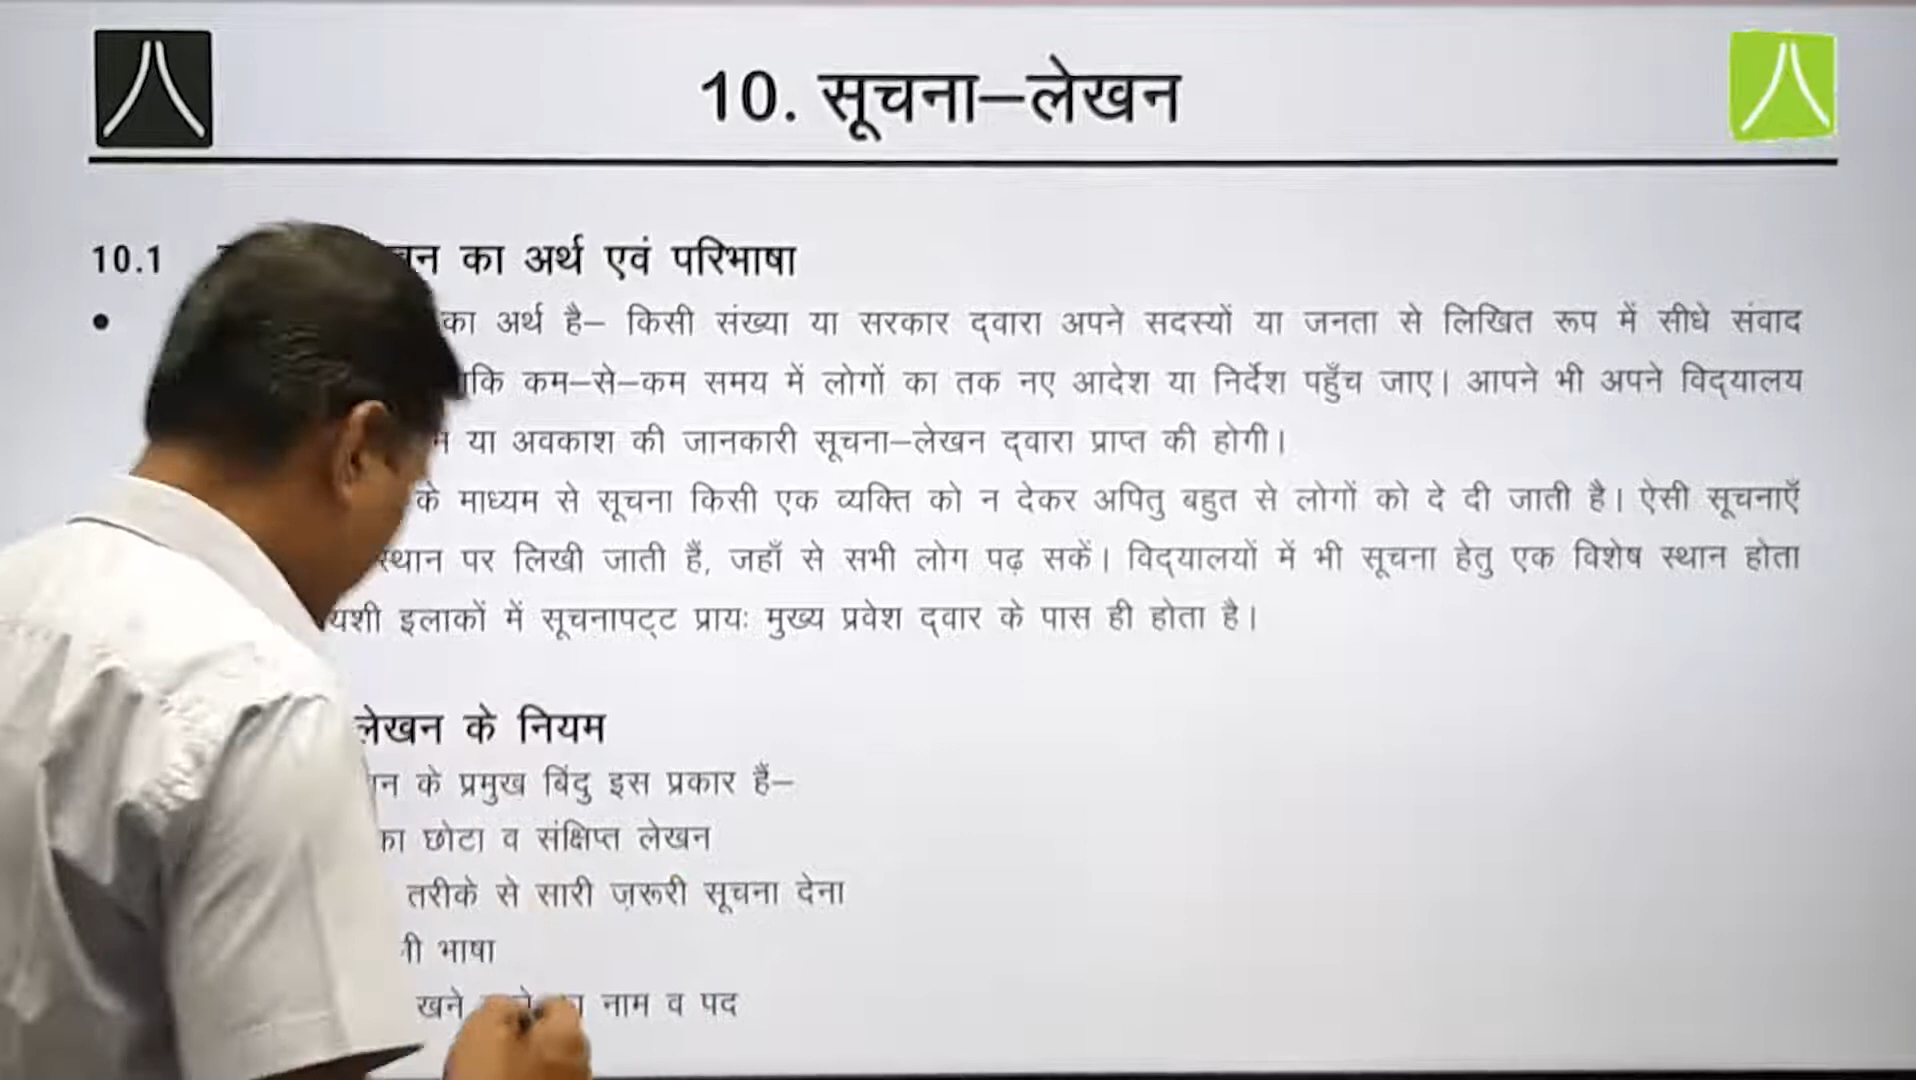 10. सूचना–लेखन
10.1 का अर्थ एवं परिभाषा
• का अर्थ है– किसी संख्या या सरकार द्वारा अपने सदस्यों या जनता से लिखित रूप में सीधे संवाद
कम–से–कम समय में लोगों का तक नए आदेश या निर्देश पहुँच जाए। आपने भी अपने विद्यालय
या अवकाश की जानकारी सूचना–लेखन द्वारा प्राप्त की होगी।
के माध्यम से सूचना किसी एक व्यक्ति को न देकर अपितु बहुत से लोगों को दे दी जाती है। ऐसी सूचनाएँ
स्थान पर लिखी जाती हैं, जहाँ से सभी लोग पढ़ सकें। विद्यालयों में भी सूचना हेतु एक विशेष स्थान होता
इलाकों में सूचनापट्ट प्रायः मुख्य प्रवेश द्वार के पास ही होता है।
लेखन के नियम
के प्रमुख बिंदु इस प्रकार हैं–
छोटा व संक्षिप्त लेखन
तरीके से सारी ज़रूरी सूचना देना
भाषा
नाम व पद